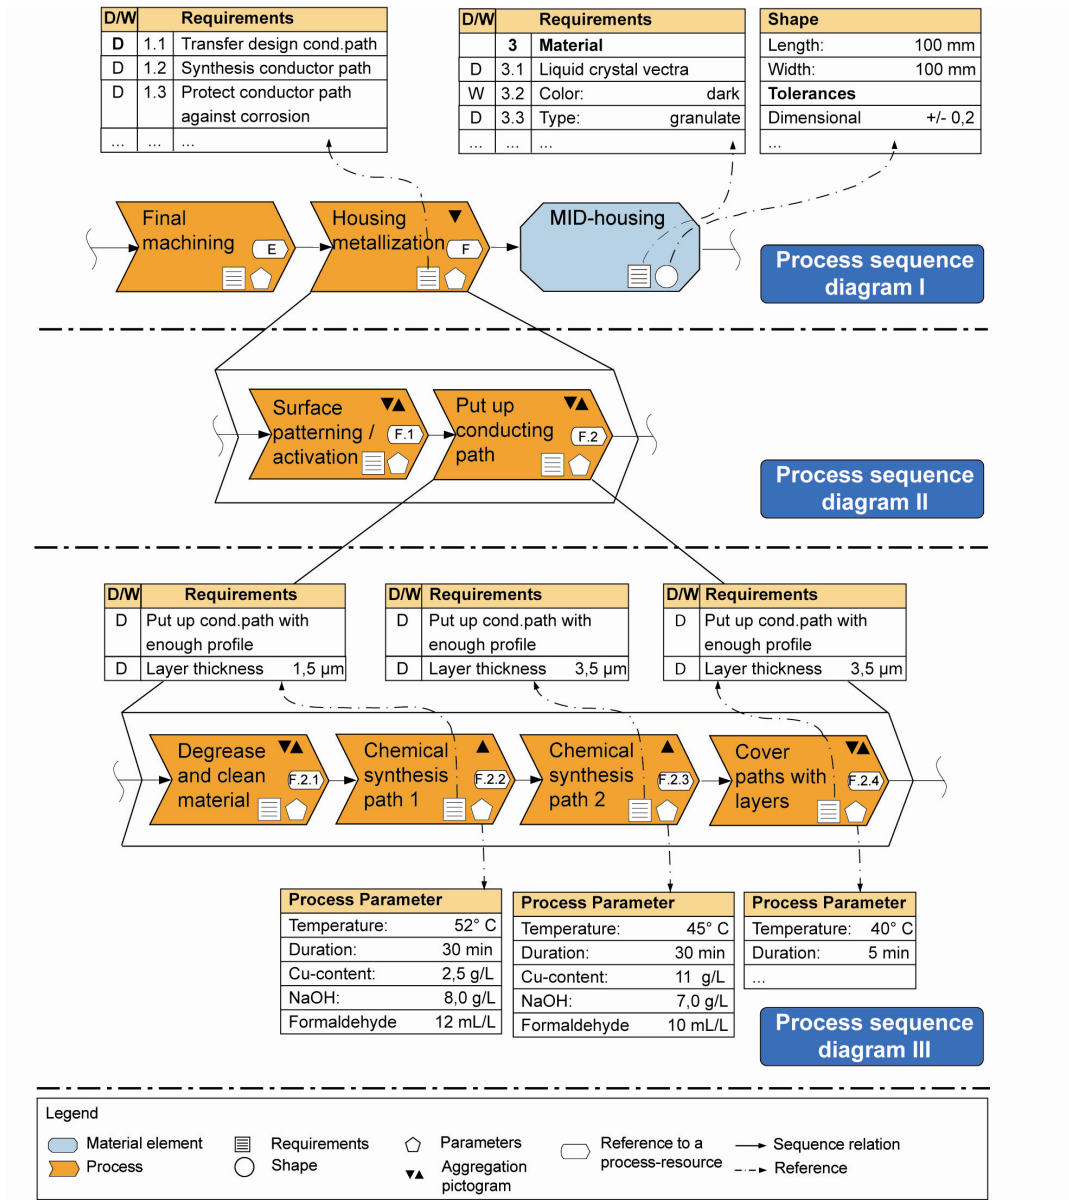 D/W Requirements
D 1.1 Transfer design cond.path
D 1.2 Synthesis conductor path
D 1.3 Protect conductor path
against corrosion
... ... ...
D/W Requirements
3 Material
D 3.1 Liquid crystal vectra
W 3.2 Color: dark
D 3.3 Type: granulate
... ... ...
Shape
Length: 100 mm
Width: 100 mm
Tolerances
Dimensional +/- 0,2
...
Final
machining
E
Housing
metallization
F
MID-housing
Process sequence
diagram I
Surface
patterning /
activation
F.1
Put up
conducting
path
F.2
Process sequence
diagram II
D/W Requirements
D Put up cond.path with
enough profile
D Layer thickness 1,5 µm
D/W Requirements
D Put up cond.path with
enough profile
D Layer thickness 3,5 µm
D/W Requirements
D Put up cond.path with
enough profile
D Layer thickness 3,5 µm
Degrease
and clean
material
F.2.1
Chemical
synthesis
path 1
F.2.2
Chemical
synthesis
path 2
F.2.3
Cover
paths with
layers
F.2.4
Process Parameter
Temperature: 52° C
Duration: 30 min
Cu-content: 2,5 g/L
NaOH: 8,0 g/L
Formaldehyde 12 mL/L
Process Parameter
Temperature: 45° C
Duration: 30 min
Cu-content: 11 g/L
NaOH: 7,0 g/L
Formaldehyde 10 mL/L
Process Parameter
Temperature: 40° C
Duration: 5 min
...
Process sequence
diagram III
Legend
Material element
Process
Requirements
Shape
Parameters
Aggregation
pictogram
Reference to a
process-resource
Sequence relation
Reference